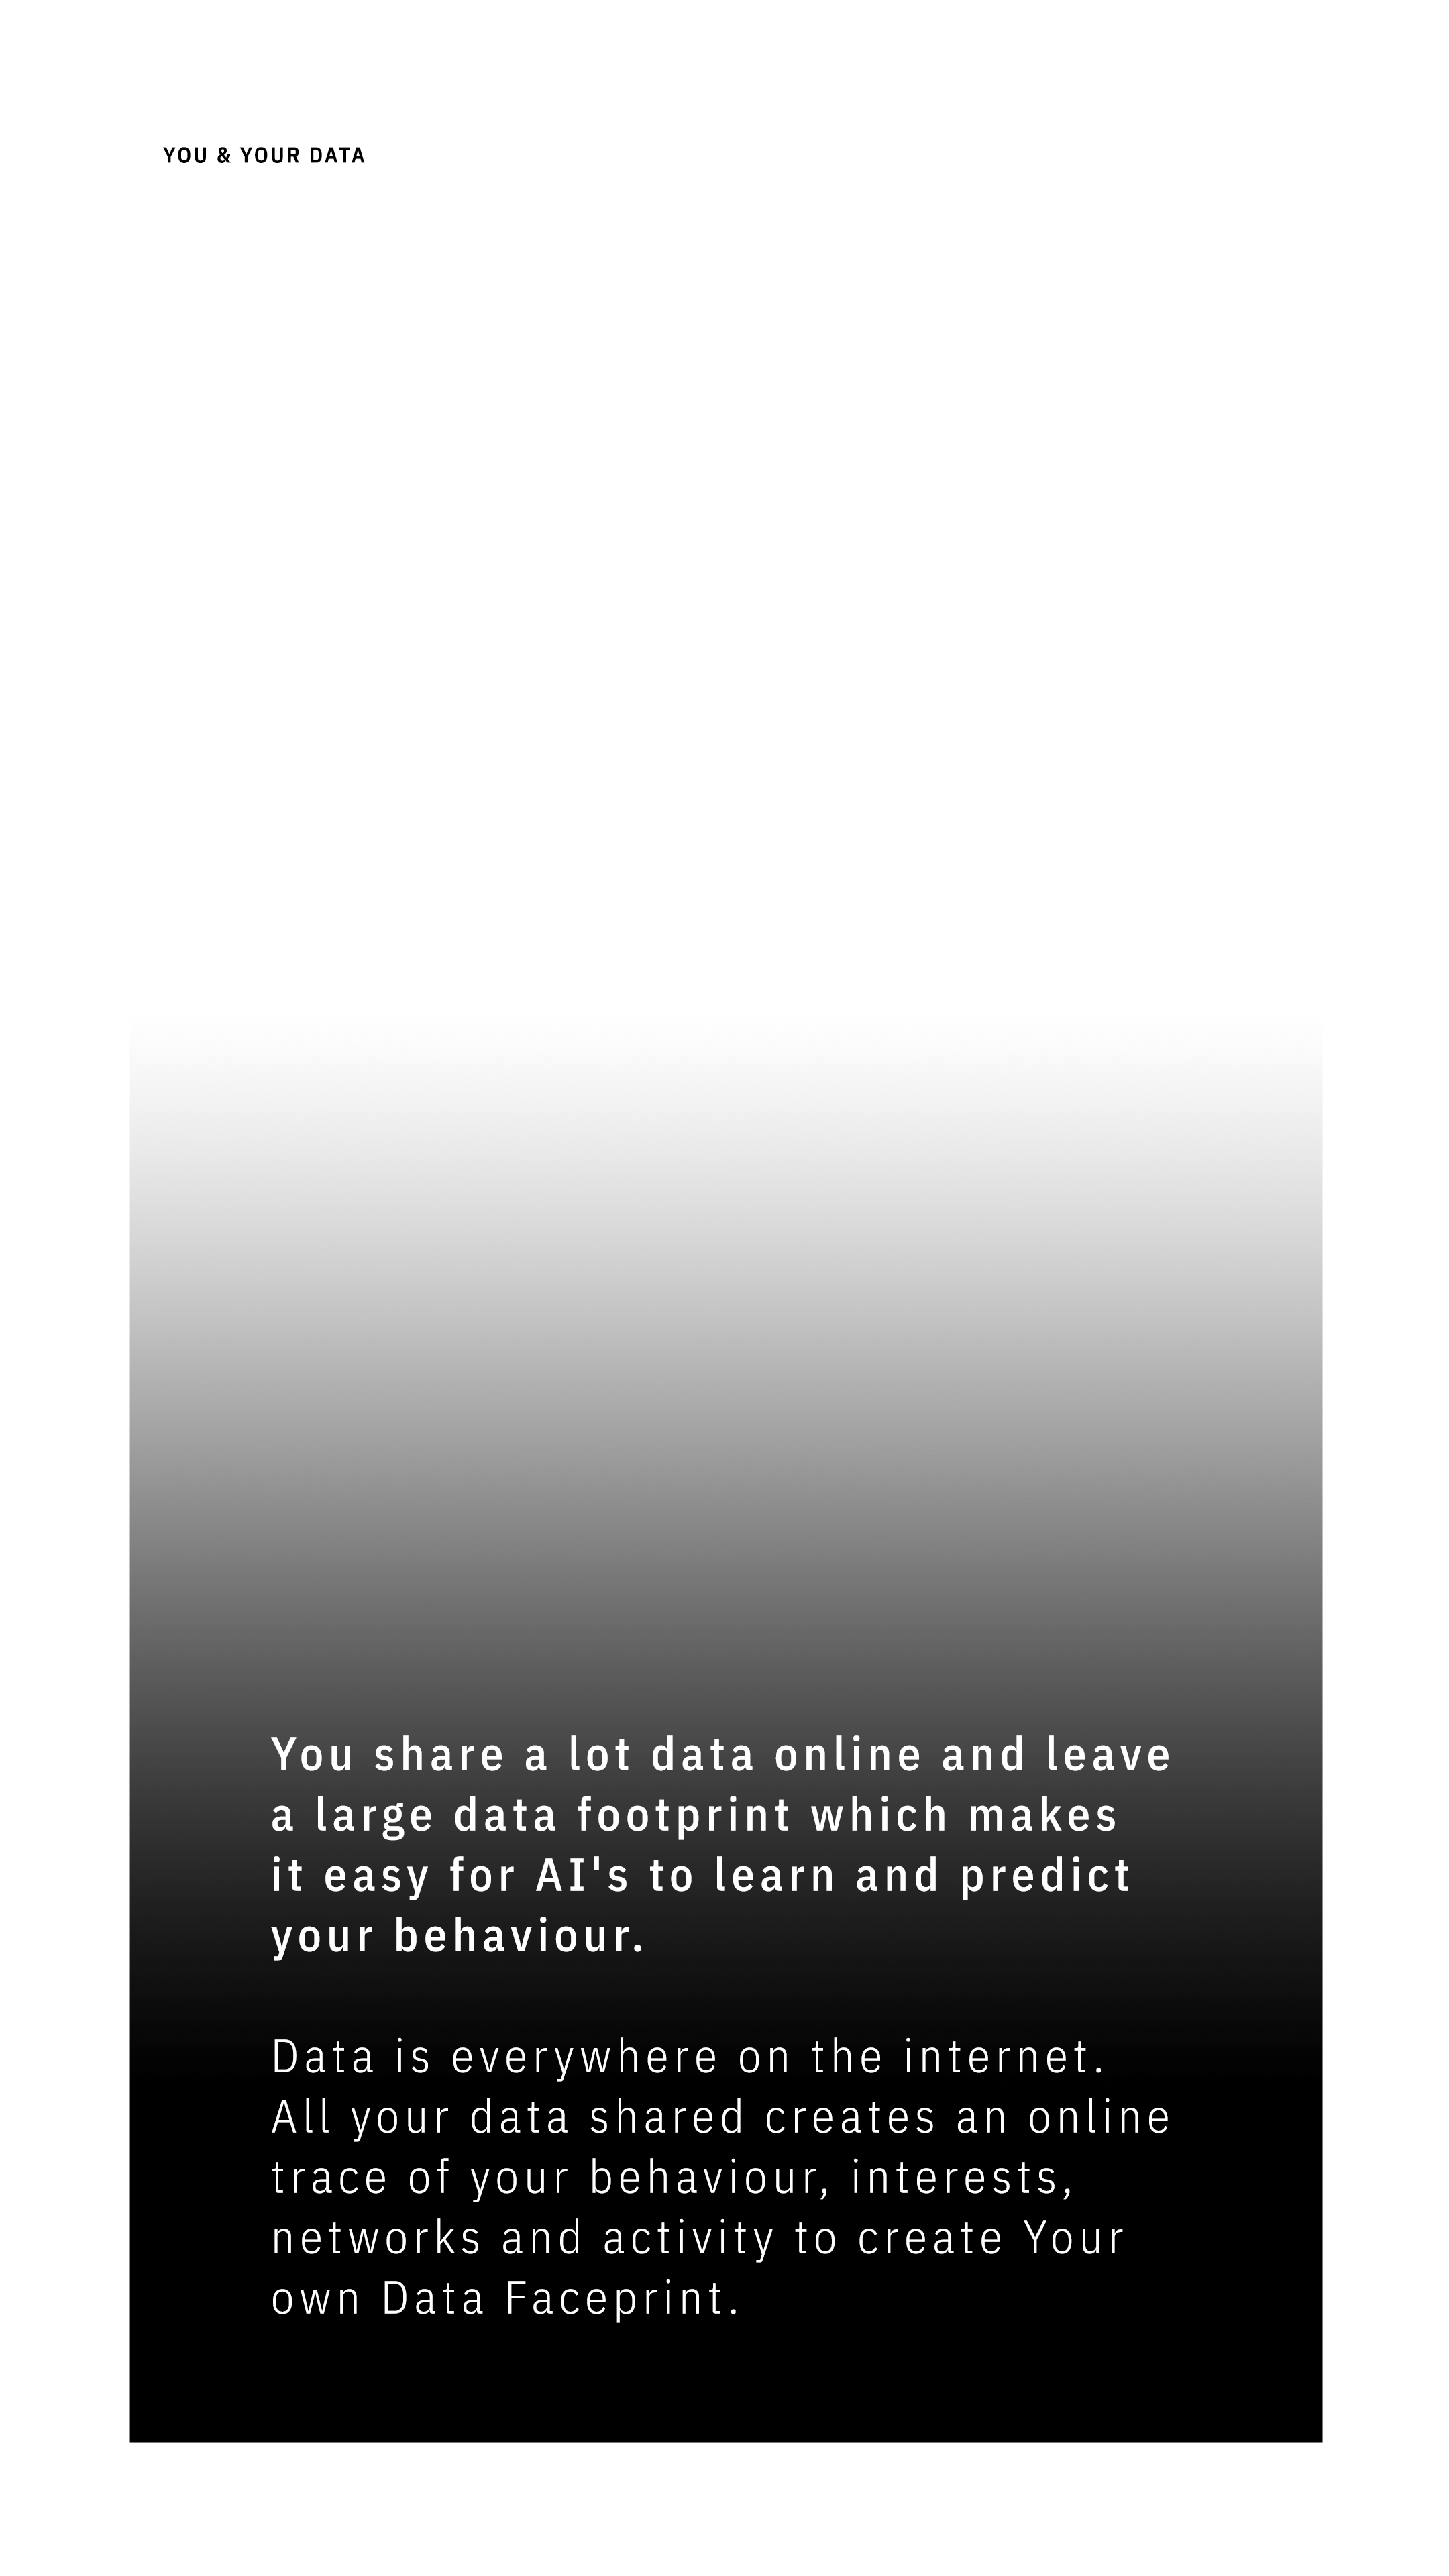 YOU & YOUR DATA
You share a lot data online and leave
a large data footprint which makes
it easy for AI's to learn and predict
your behaviour.
Data is everywhere on the internet.
All your data shared creates an online
trace of your behaviour, interests,
networks and activity to create Your
own Data Faceprint.